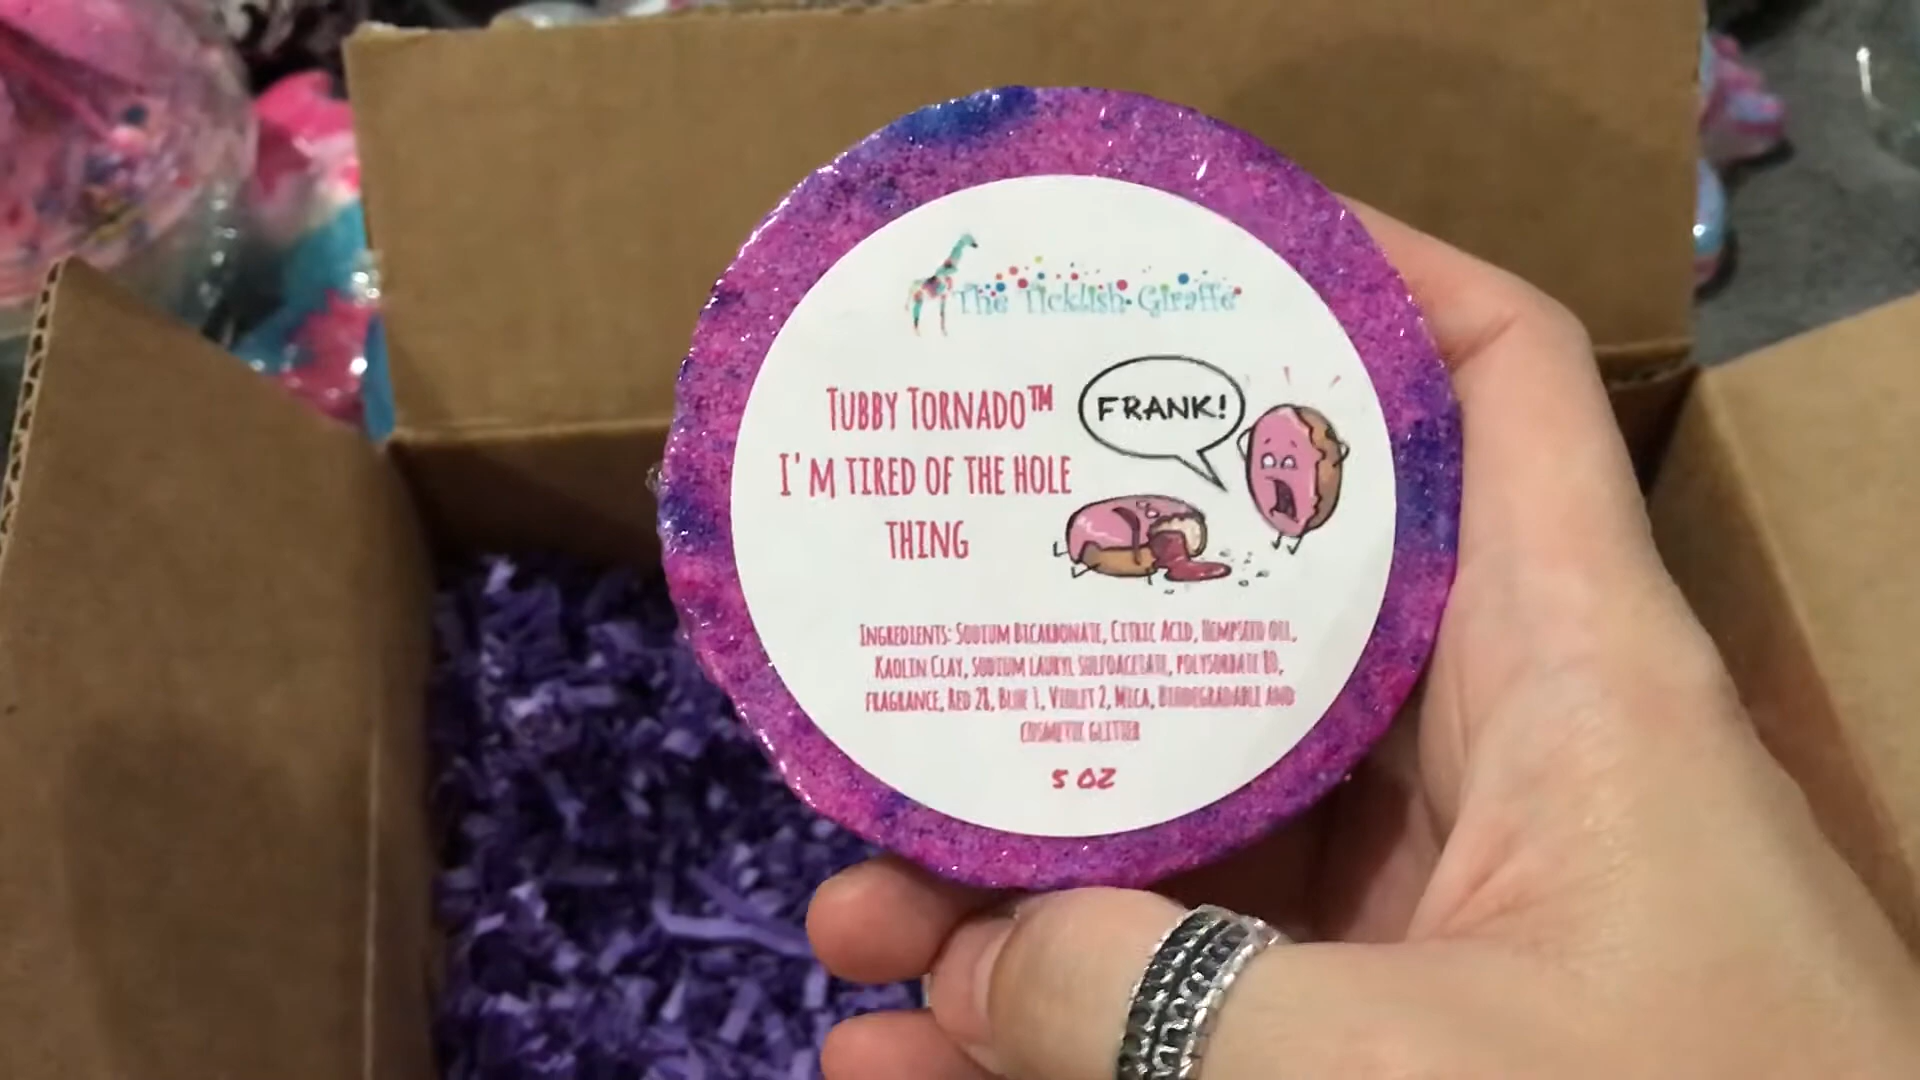 The Ticklish Giraffe
TUBBY TORNADO™
I'M TIRED OF THE HOLE
THING
FRANK!
INGREDIENTS: SODIUM BICARBONATE, CITRIC ACID, HEMPSEED OIL,
KAOLIN CLAY, SODIUM LAURYL SULFOACETATE, POLYSORBATE 80,
FRAGRANCE, RED 28, BLUE 1, VIOLET 2, MICA, BIODEGRADABLE AND
COSMETIC GLITTER
5 OZ